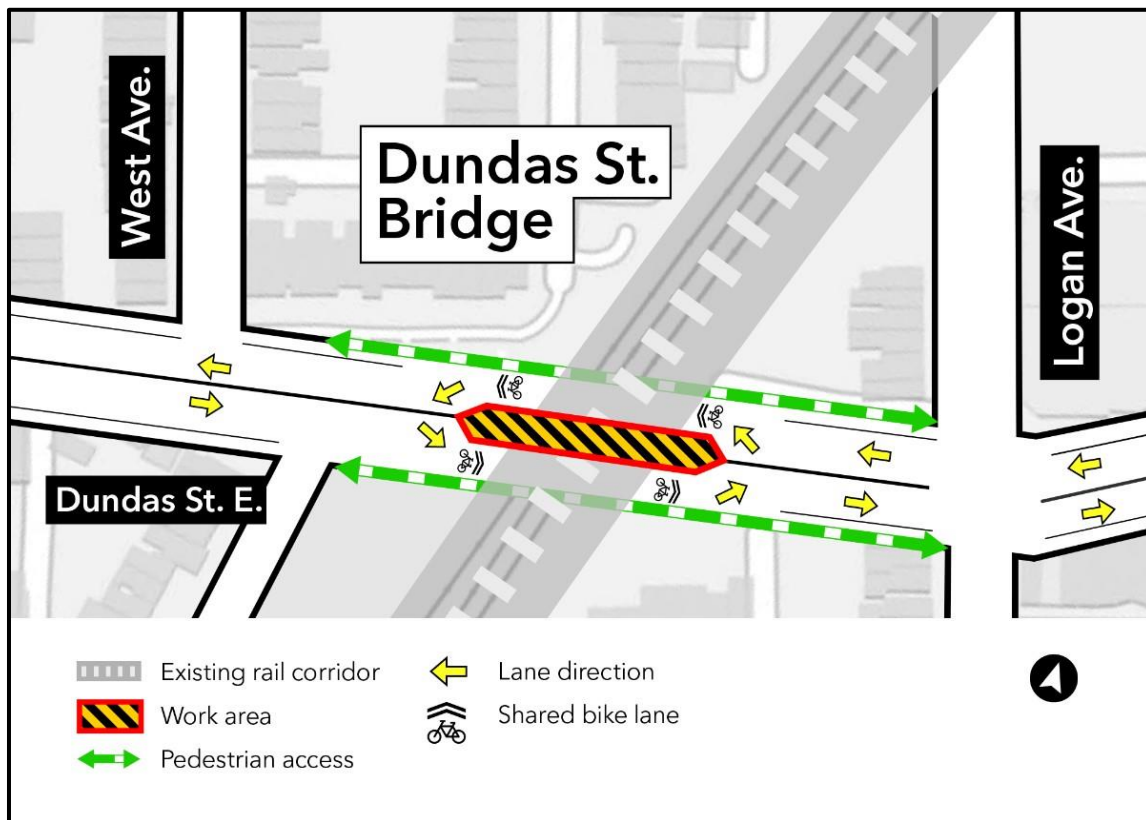 West Ave.
Dundas St.
Bridge
Logan Ave.
Dundas St. E.
Existing rail corridor
Work area
Pedestrian access
Lane direction
Shared bike lane